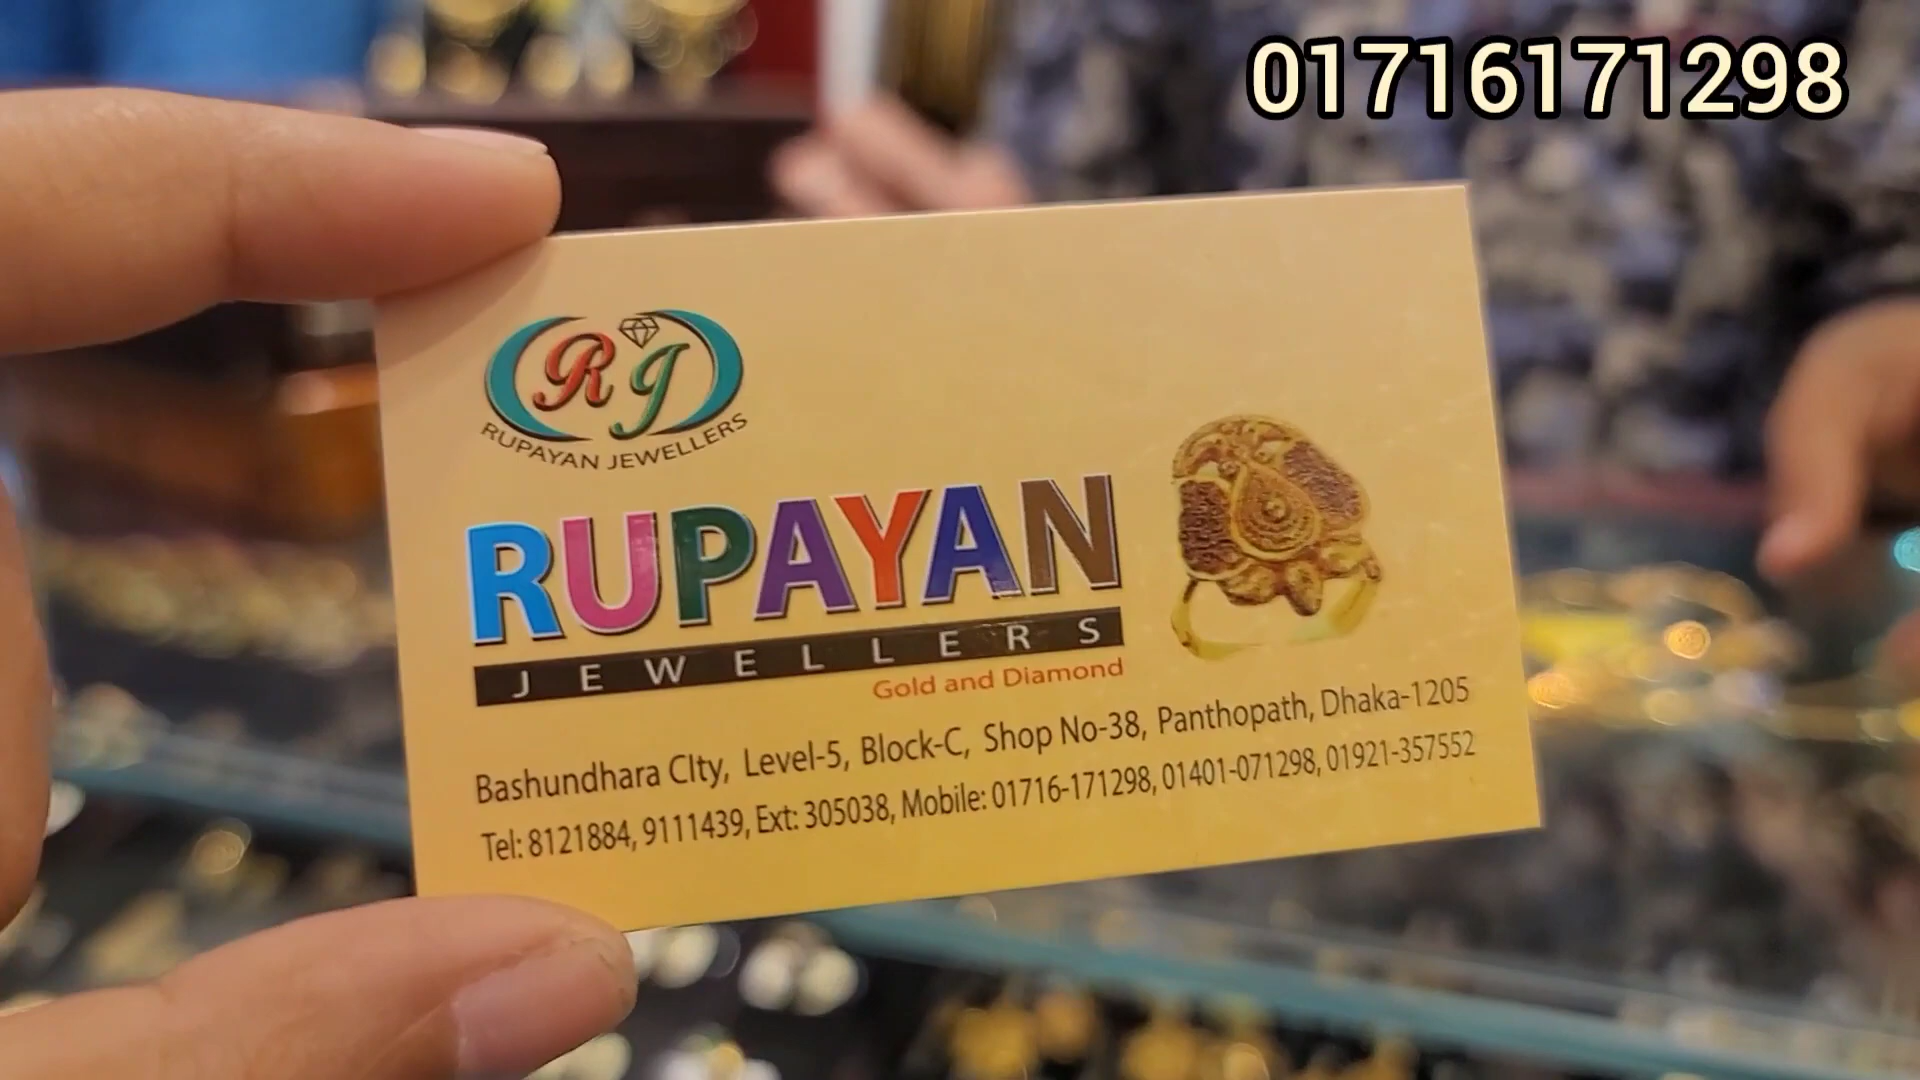 01716171298
RJ
RUPAYAN JEWELLERS
RUPAYAN
JEWELLERS
Gold and Diamond
Bashundhara CIty, Level-5, Block-C, Shop No-38, Panthopath, Dhaka-1205
Tel: 8121884, 9111439, Ext: 305038, Mobile: 01716-171298, 01401-071298, 01921-357552